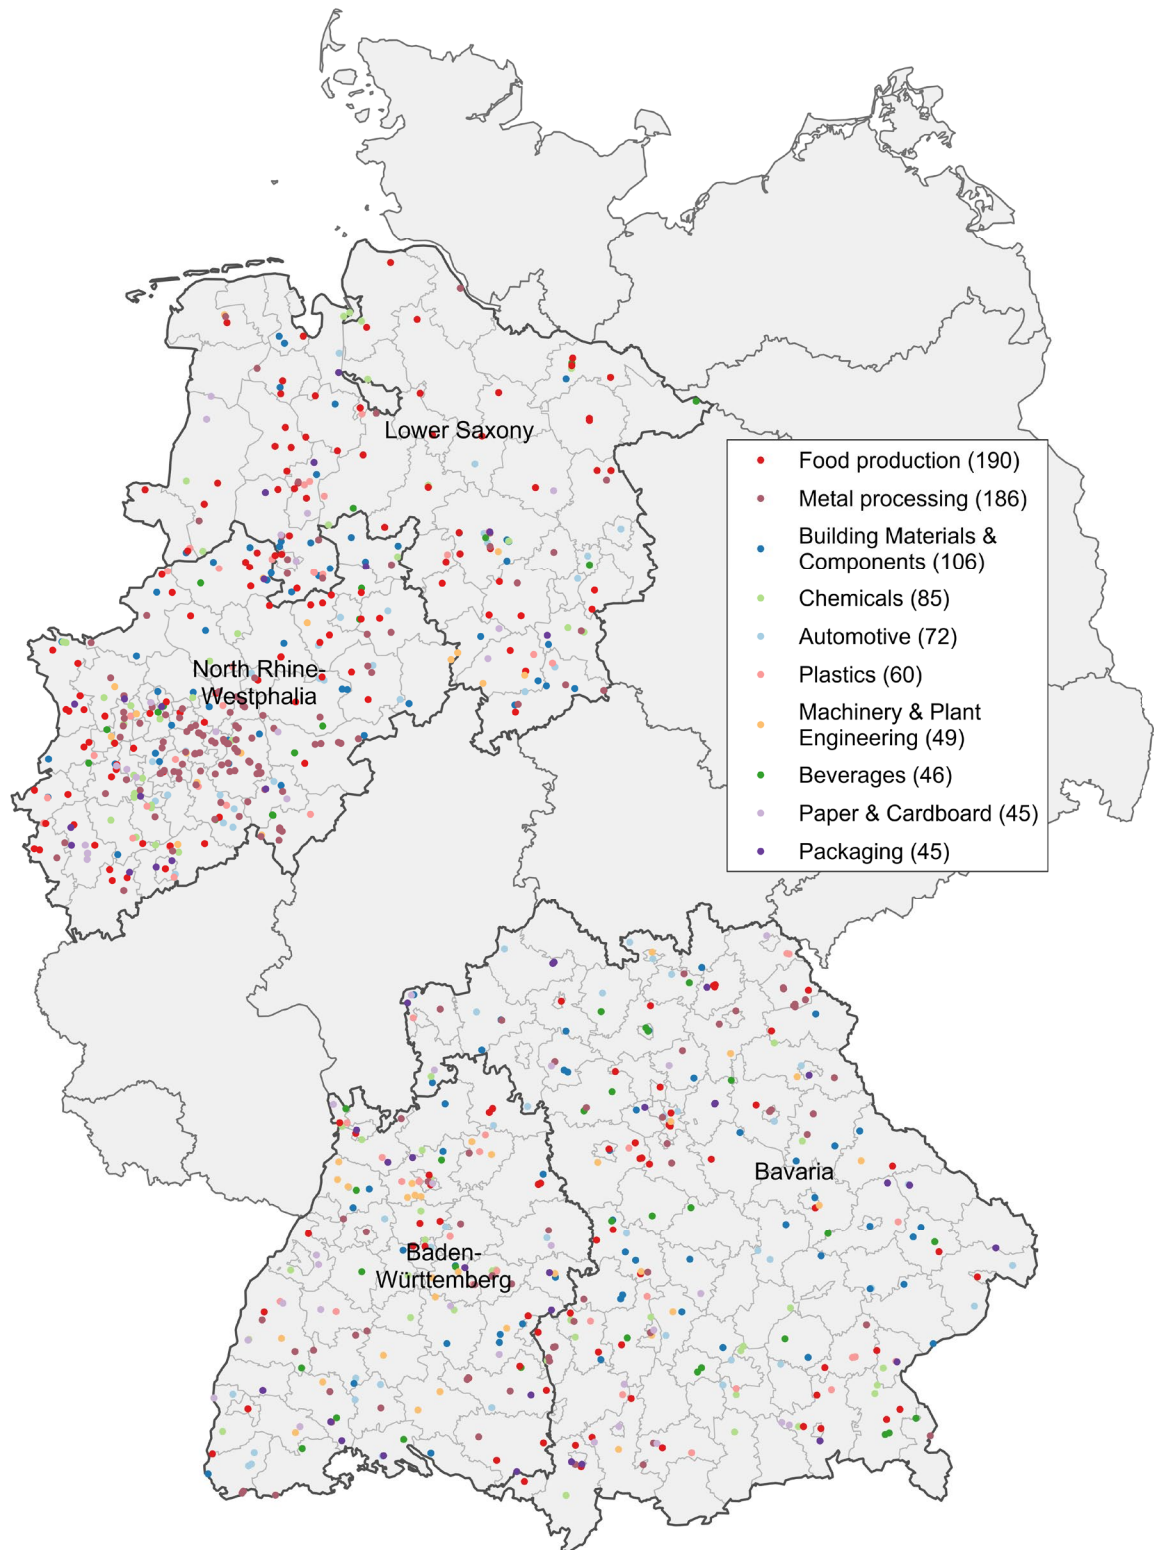 Lower Saxony
Food production (190)
Metal processing (186)
Building Materials &
Components (106)
Chemicals (85)
Automotive (72)
Plastics (60)
Machinery & Plant
Engineering (49)
Beverages (46)
Paper & Cardboard (45)
Packaging (45)
North Rhine-
Westphalia
Bavaria
Baden-
Württemberg